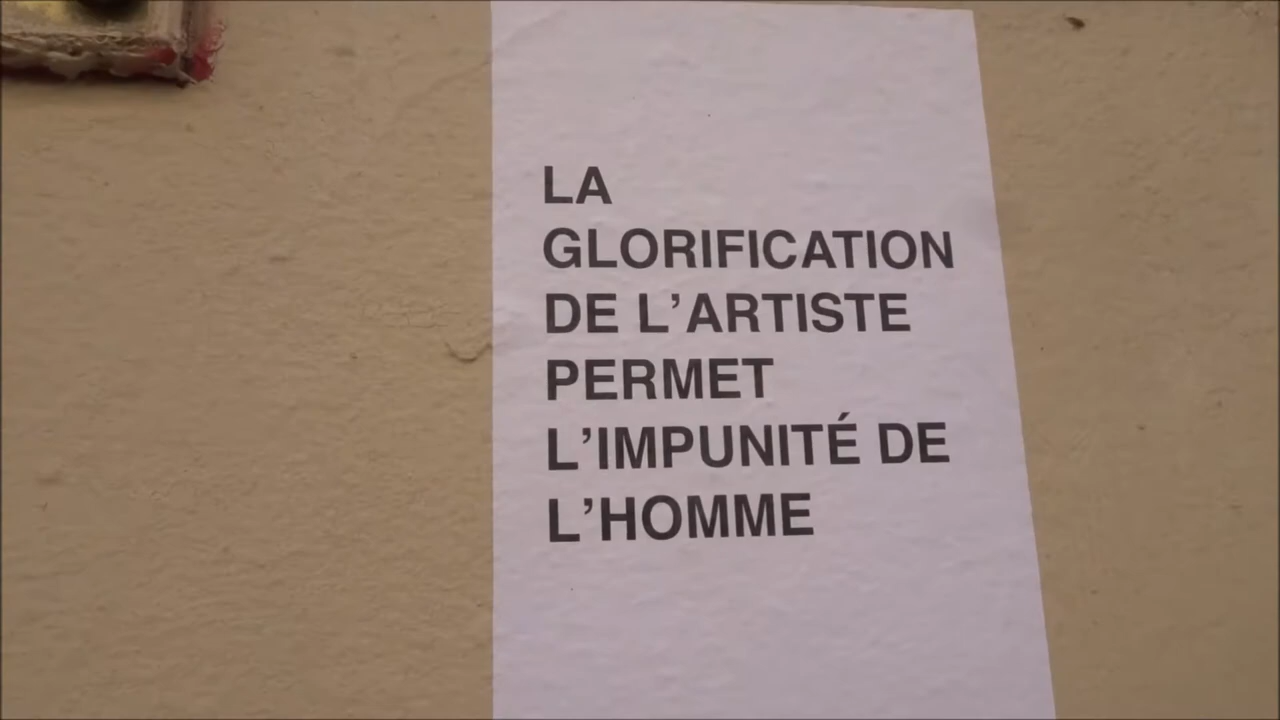 LA
GLORIFICATION
DE L’ARTISTE
PERMET
L’IMPUNITÉ DE
L’HOMME